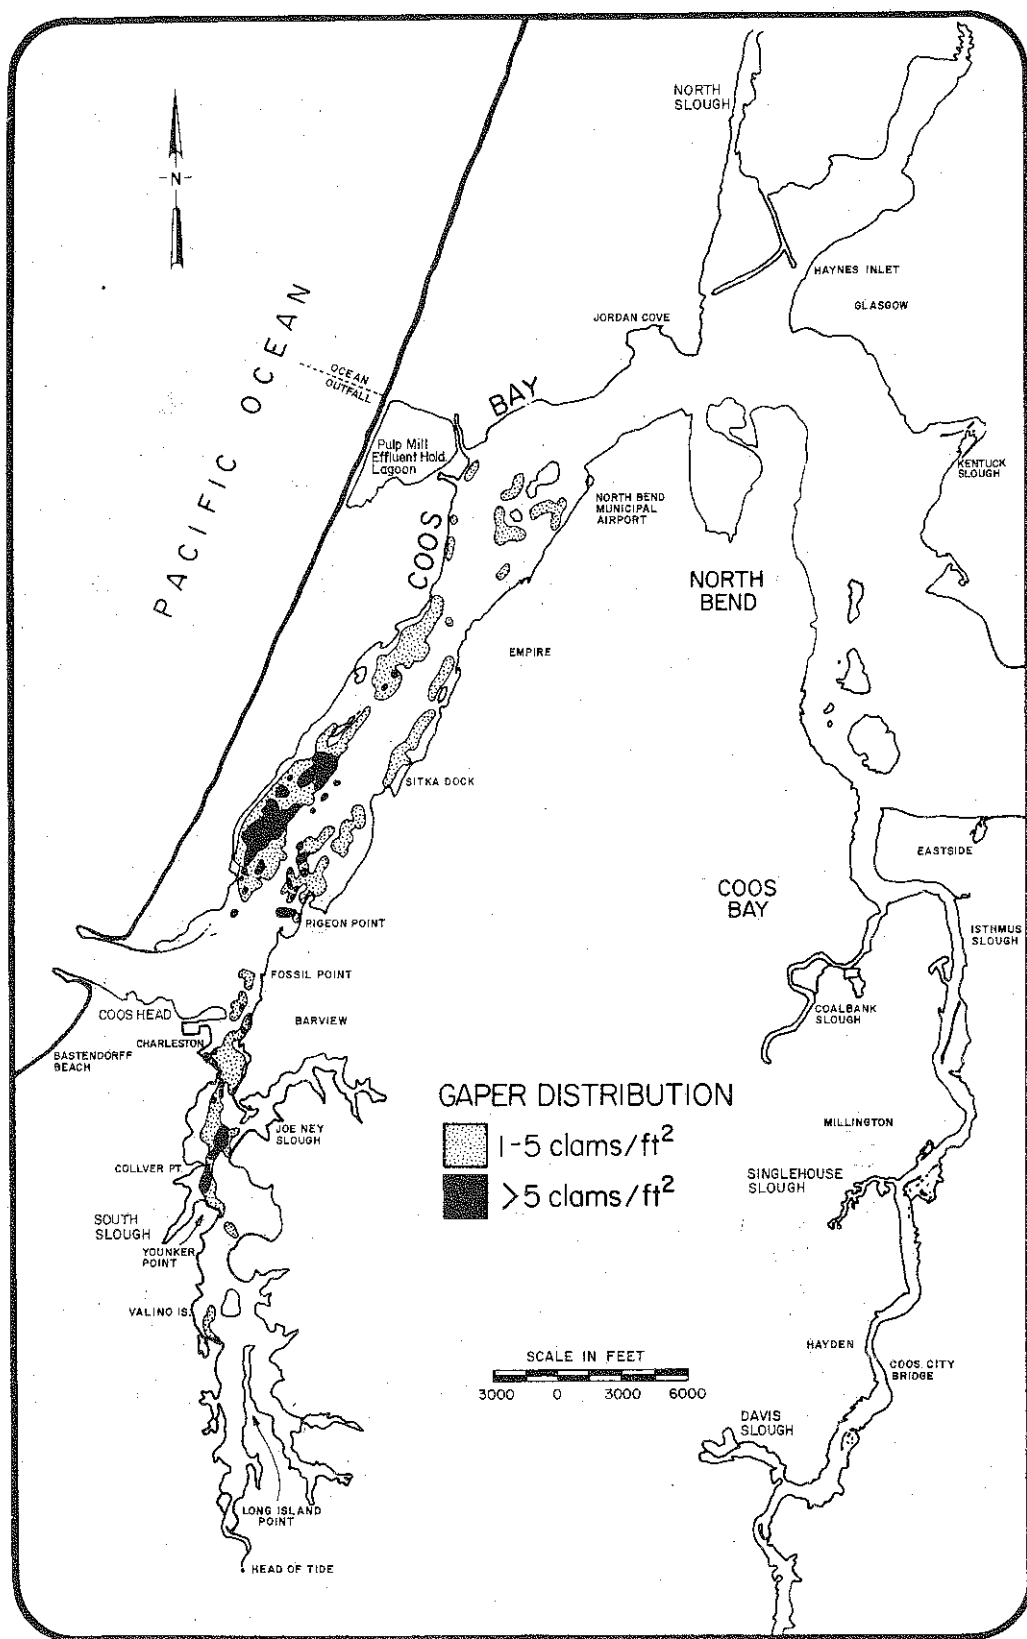 NORTH
SLOUGH
N
HAYNES INLET
GLASGOW
JORDAN COVE
PACIFIC OCEAN
OCEAN
OUTFALL
BAY
Pulp Mill
Effluent Hold.
Lagoon
KENTUCK
SLOUGH
NORTH BEND
MUNICIPAL
AIRPORT
COOS
NORTH
BEND
EMPIRE
SITKA DOCK
EASTSIDE
COOS
BAY
PIGEON POINT
ISTHMUS
SLOUGH
FOSSIL POINT
COOS HEAD
BARVIEW
COALBANK
SLOUGH
CHARLESTON
BASTENDORFF
BEACH
GAPER DISTRIBUTION
1-5 clams/ft²
>5 clams/ft²
JOE NEY
SLOUGH
MILLINGTON
COLLVER PT.
SINGLEHOUSE
SLOUGH
SOUTH
SLOUGH
YOUNKER
POINT
VALINO IS.
HAYDEN
COOS CITY
BRIDGE
SCALE IN FEET
3000 0 3000 6000
DAVIS
SLOUGH
LONG ISLAND
POINT
HEAD OF TIDE